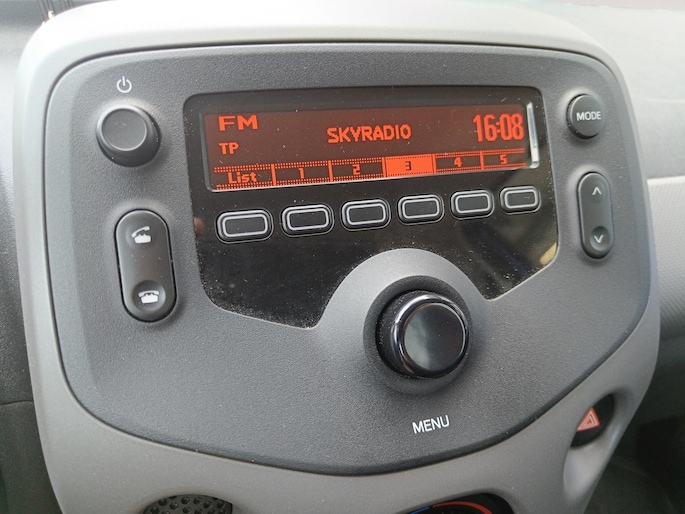 FM
TP
SKYRADIO
16:08
List 1 2 3 4 5
MODE
MENU